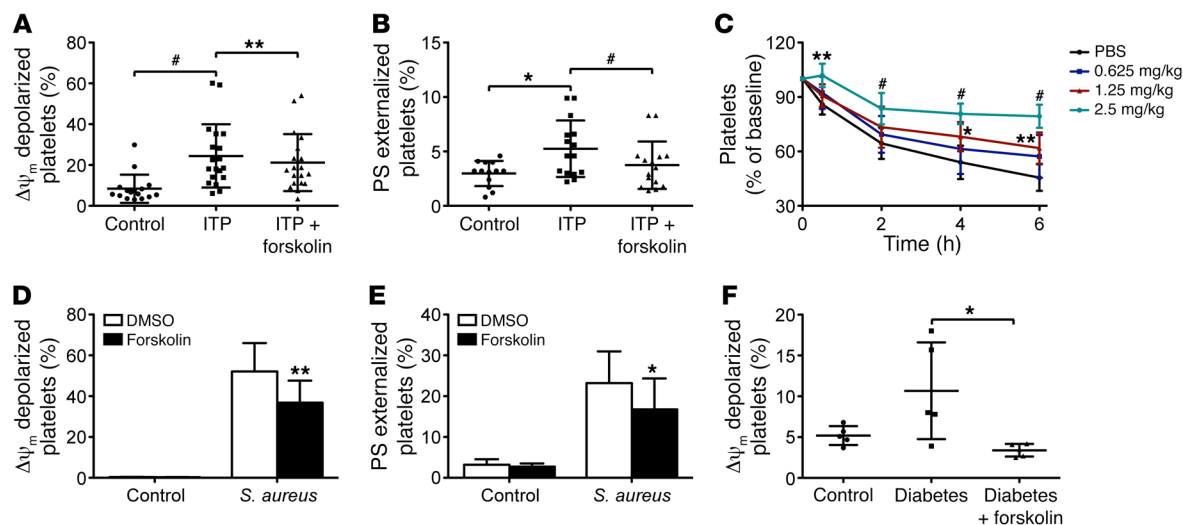 A
Δψm depolarized
platelets (%)
80
60
40
20
0
#
**
Control
ITP
ITP +
forskolin
B
PS externalized
platelets (%)
15
10
5
0
*
#
Control
ITP
ITP +
forskolin
C
Platelets
(% of baseline)
120
90
60
30
**
#
#
*
#
**
0
2
4
6
Time (h)
PBS
0.625 mg/kg
1.25 mg/kg
2.5 mg/kg
D
Δψm depolarized
platelets (%)
80
60
40
20
0
DMSO
Forskolin
**
Control
S. aureus
E
PS externalized
platelets (%)
40
30
20
10
0
DMSO
Forskolin
*
Control
S. aureus
F
Δψm depolarized
platelets (%)
20
15
10
5
0
*
Control
Diabetes
Diabetes
+ forskolin